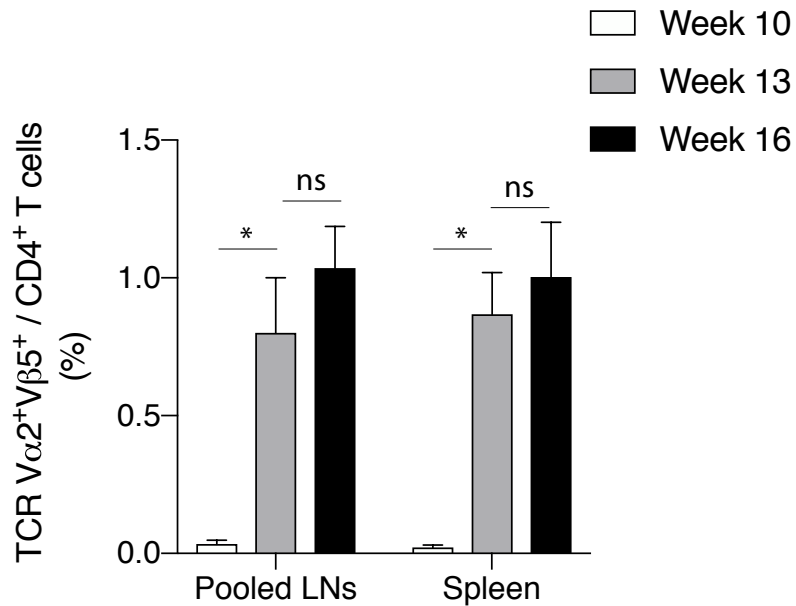 Week 10
Week 13
Week 16
TCR Vα2⁺Vβ5⁺ / CD4⁺ T cells
(%)
1.5
1.0
0.5
0.0
* ns
* ns
Pooled LNs
Spleen